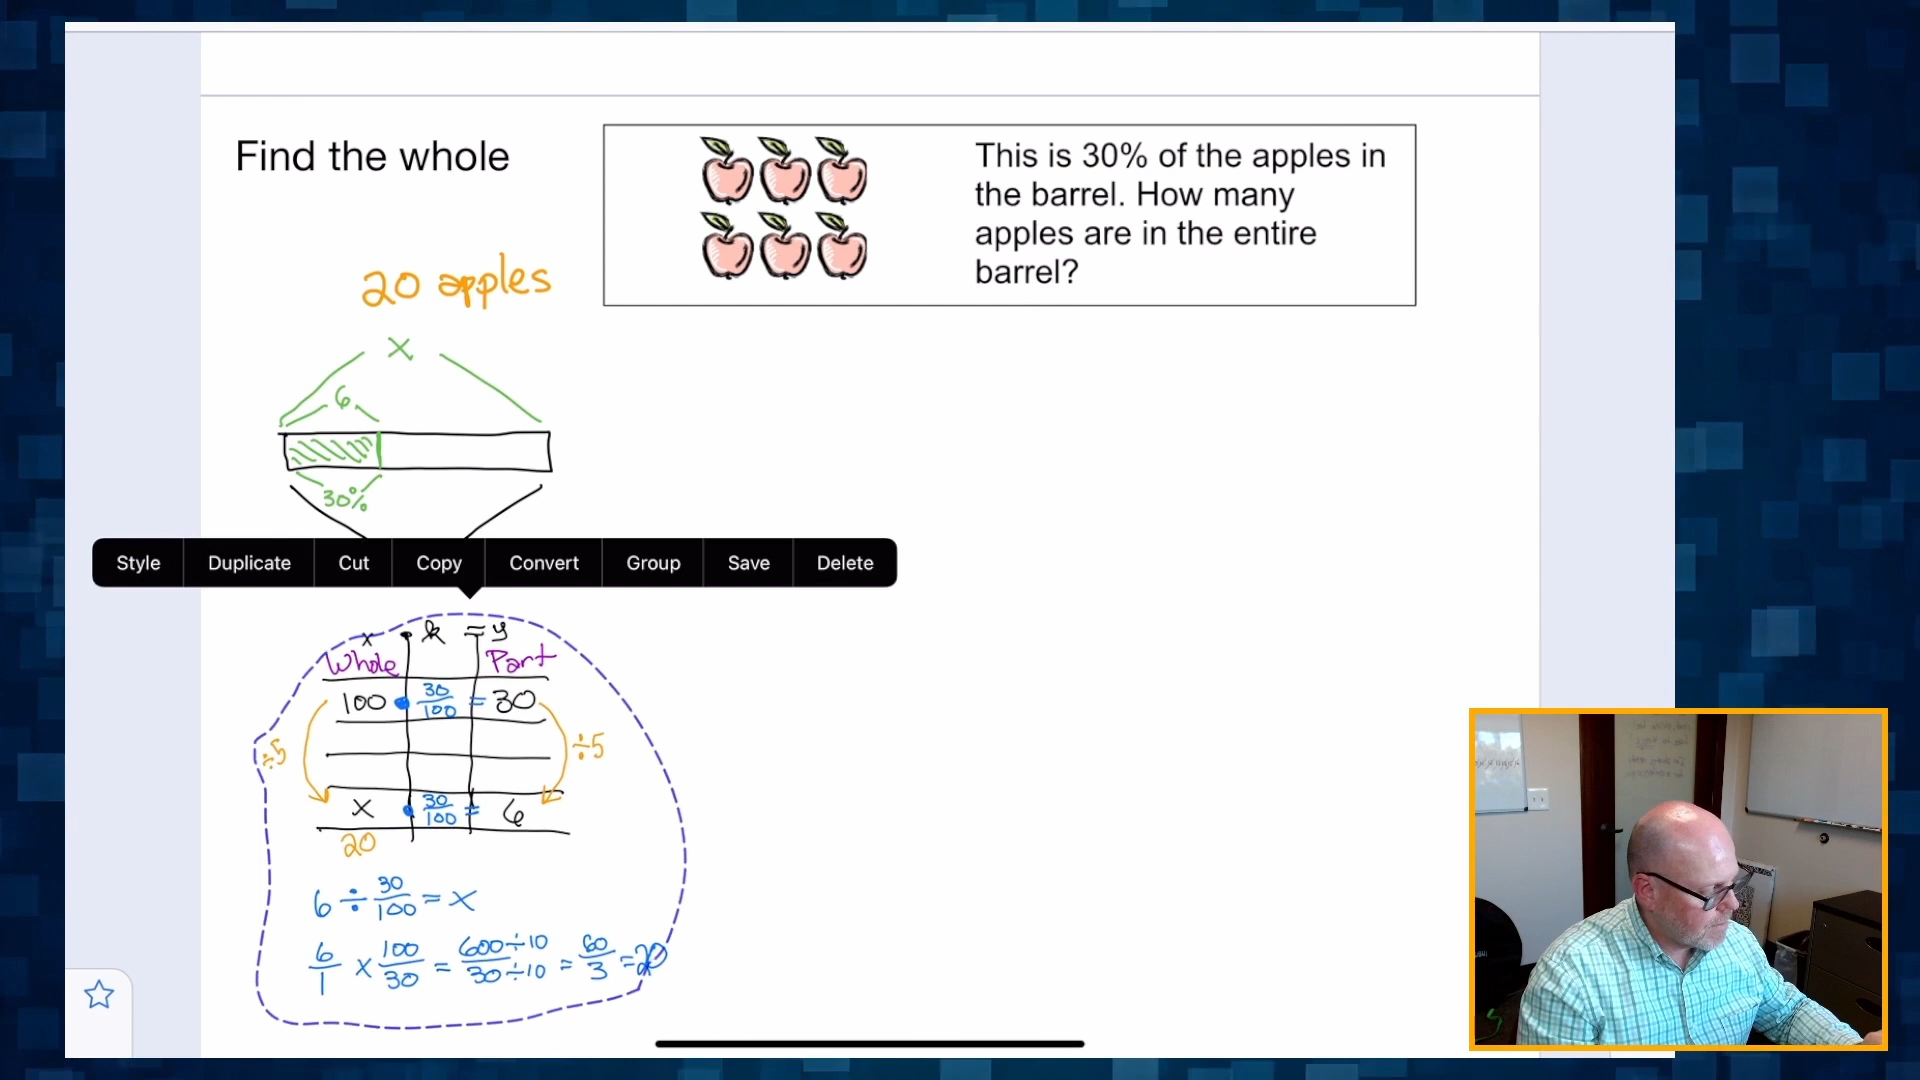 Find the whole
This is 30% of the apples in
the barrel. How many
apples are in the entire
barrel?
20 apples
x
6
30%
Style Duplicate Cut Copy Convert Group Save Delete
x • k = y
Whole Part
100 • 30/100 = 30
÷5 ÷5
x • 30/100 = 6
20
6 ÷ 30/100 = x
6/1 x 100/30 = 600÷10/30÷10 = 60/3 = 20